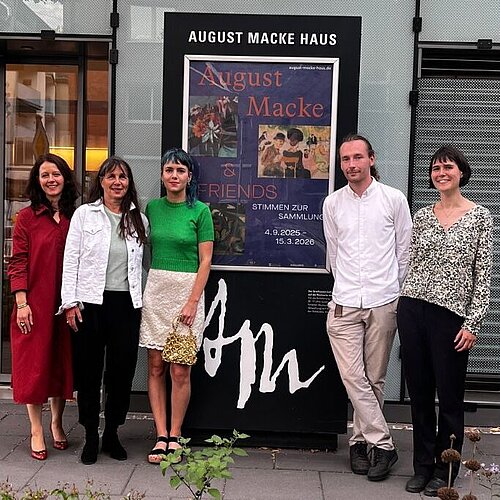 AUGUST MACKE HAUS
august-macke-haus.de
August
Macke
&
FRIENDS
STIMMEN ZUR
SAMMLUNG
4.9.2025–
15.3.2026
AM